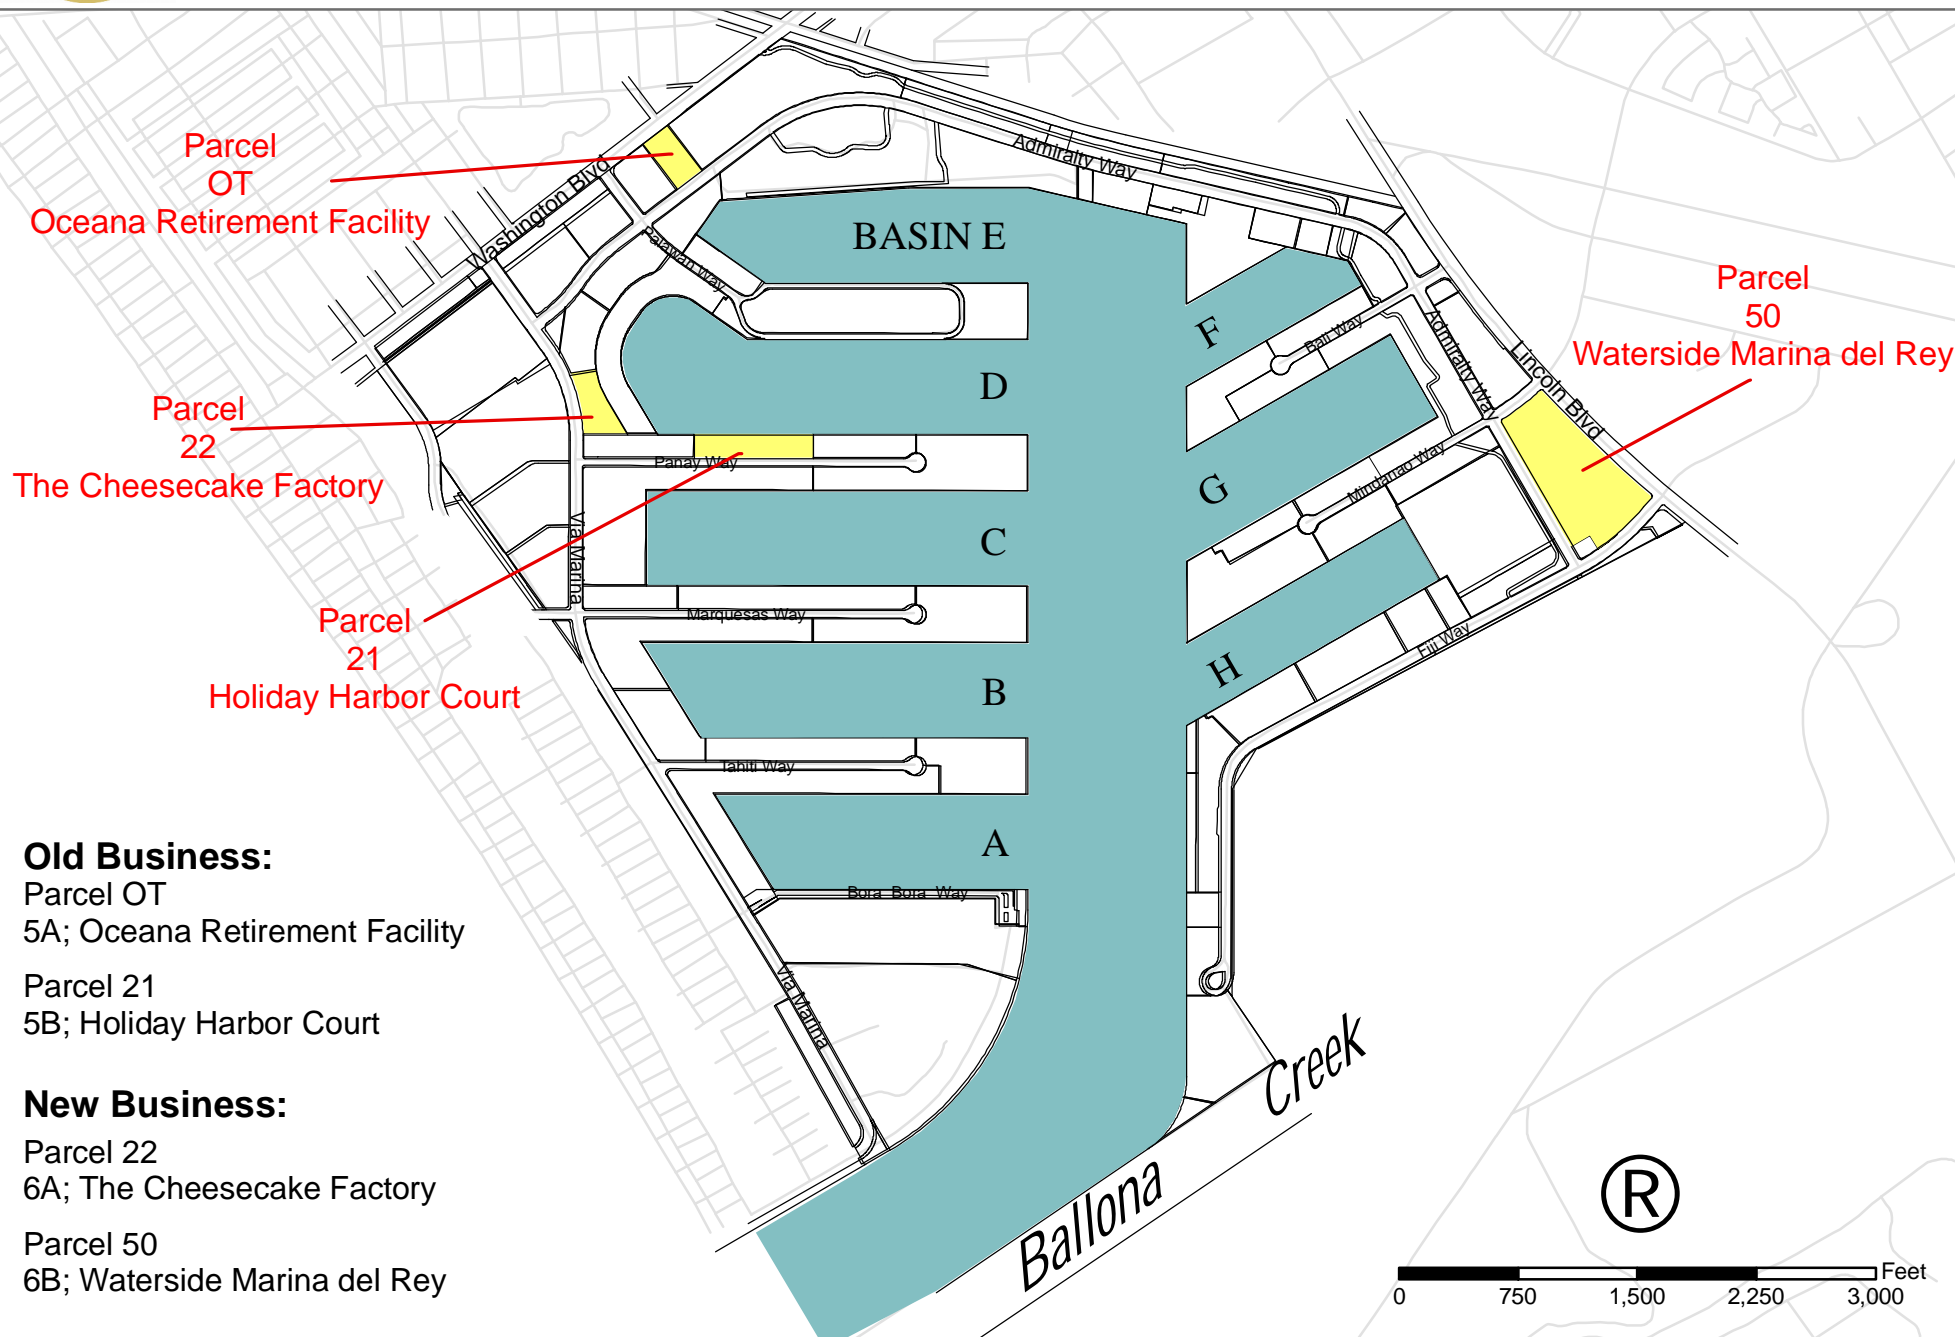 Parcel
OT
Oceana Retirement Facility
Washington Blvd
Admiralty Way
Palawan Way
BASIN E
Parcel
50
Waterside Marina del Rey
F
Bali Way
Admiralty Way
Lincoln Blvd
D
Parcel
22
The Cheesecake Factory
Panay Way
Mindanao Way
G
C
Via Marina
Marquesas Way
Parcel
21
Holiday Harbor Court
Fiji Way
H
B
Tahiti Way
A
Bora Bora Way
Via Marina
Old Business:
Parcel OT
5A; Oceana Retirement Facility
Parcel 21
5B; Holiday Harbor Court
New Business:
Parcel 22
6A; The Cheesecake Factory
Parcel 50
6B; Waterside Marina del Rey
Ballona Creek
®
Feet
0 750 1,500 2,250 3,000